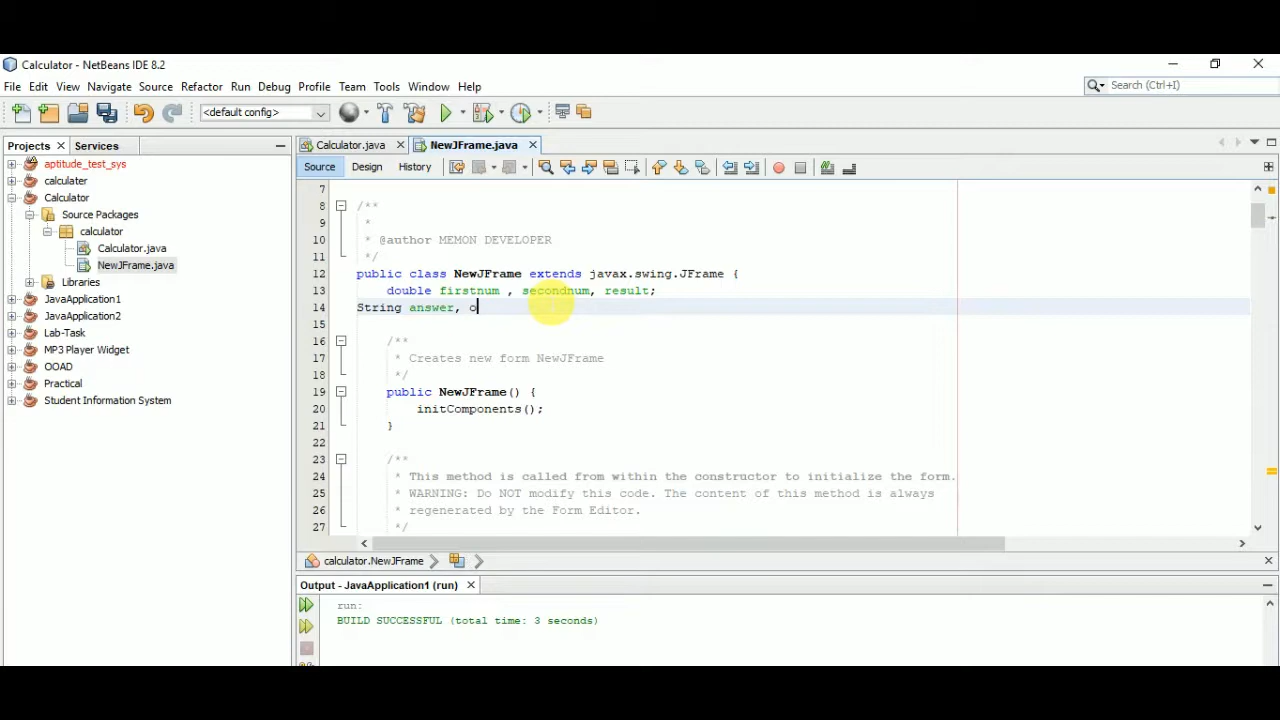 Calculator - NetBeans IDE 8.2
File Edit View Navigate Source Refactor Run Debug Profile Team Tools Window Help
Search (Ctrl+I)
<default config>
Projects Services
Calculator.java NewJFrame.java
Source Design History
aptitude_test_sys
calculater
Calculator
Source Packages
calculator
Calculator.java
NewJFrame.java
Libraries
JavaApplication1
JavaApplication2
Lab-Task
MP3 Player Widget
OOAD
Practical
Student Information System
7
8 /**
9 *
10 * @author MEMON DEVELOPER
11 */
12 public class NewJFrame extends javax.swing.JFrame {
13 double firstnum , secondnum, result;
14 String answer, o
15
16 /**
17 * Creates new form NewJFrame
18 */
19 public NewJFrame() {
20 initComponents();
21 }
22
23 /**
24 * This method is called from within the constructor to initialize the form.
25 * WARNING: Do NOT modify this code. The content of this method is always
26 * regenerated by the Form Editor.
27 */
calculator.NewJFrame
Output - JavaApplication1 (run)
run:
BUILD SUCCESSFUL (total time: 3 seconds)